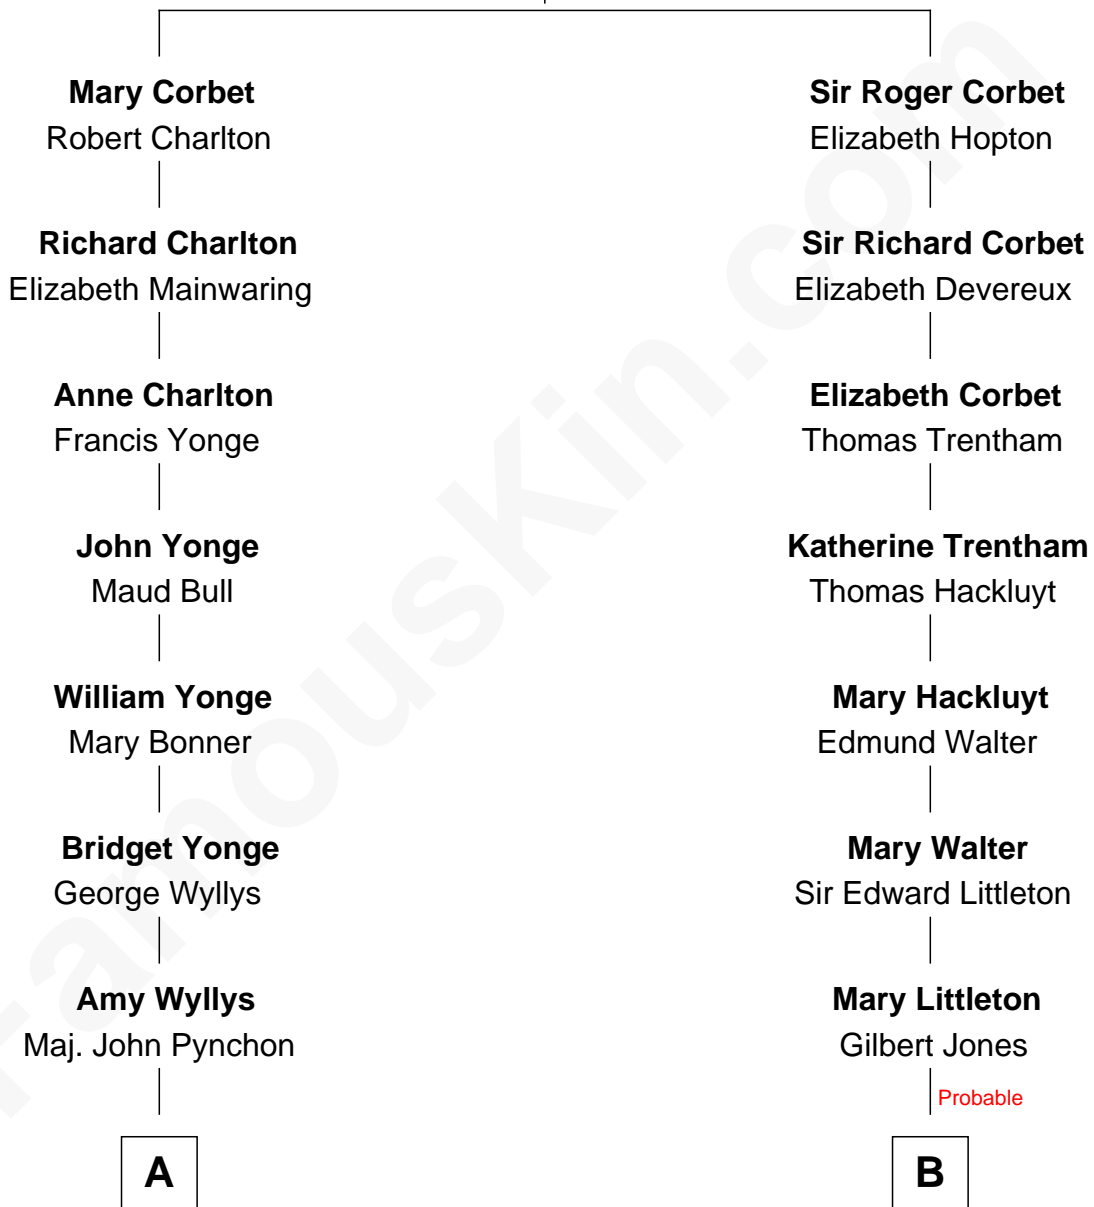 Mary Corbet
Robert Charlton
Richard Charlton
Elizabeth Mainwaring
Anne Charlton
Francis Yonge
John Yonge
Maud Bull
William Yonge
Mary Bonner
Bridget Yonge
George Wyllys
Amy Wyllys
Maj. John Pynchon
A
Sir Roger Corbet
Elizabeth Hopton
Sir Richard Corbet
Elizabeth Devereux
Elizabeth Corbet
Thomas Trentham
Katherine Trentham
Thomas Hackluyt
Mary Hackluyt
Edmund Walter
Mary Walter
Sir Edward Littleton
Mary Littleton
Gilbert Jones
Probable
B
FamousKin.com